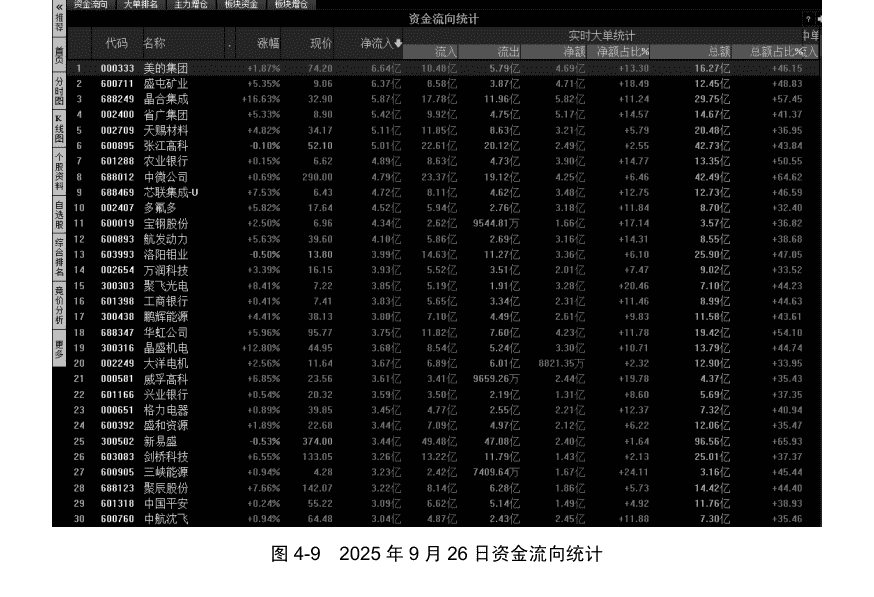 资金流向 大单排名 主力增仓 板块资金 板块增仓
«
推荐
首页
分时图
K线图
个股资料
自选股
综合排名
竞价分析
更多
资金流向统计 ?
代码 名称 . 涨幅 现价 净流入 实时大单统计
流入 流出 净额 净额占比% 总额 总额占比%
1 000333 美的集团 +1.87% 74.20 6.64亿 10.48亿 5.79亿 4.69亿 +13.30 16.27亿 +46.15
2 600711 盛屯矿业 +5.35% 9.06 6.37亿 8.58亿 3.87亿 4.71亿 +18.49 12.45亿 +48.83
3 688249 晶合集成 +16.63% 32.90 5.87亿 17.78亿 11.96亿 5.82亿 +11.24 29.75亿 +57.45
4 002400 省广集团 +5.33% 8.90 5.42亿 9.92亿 4.75亿 5.17亿 +14.57 14.67亿 +41.37
5 002709 天赐材料 +4.82% 34.17 5.11亿 11.85亿 8.63亿 3.21亿 +5.79 20.48亿 +36.95
6 600895 张江高科 -0.10% 52.10 5.01亿 22.61亿 20.12亿 2.49亿 +2.55 42.73亿 +43.84
7 601288 农业银行 +0.15% 6.62 4.89亿 8.63亿 4.73亿 3.90亿 +14.77 13.35亿 +50.55
8 688012 中微公司 +0.69% 290.00 4.79亿 23.37亿 19.12亿 4.25亿 +6.46 42.49亿 +64.62
9 688469 芯联集成-U +7.53% 6.43 4.72亿 8.11亿 4.62亿 3.48亿 +12.75 12.73亿 +46.59
10 002407 多氟多 +5.82% 17.64 4.52亿 5.94亿 2.76亿 3.18亿 +11.84 8.70亿 +32.40
11 600019 宝钢股份 +2.50% 6.96 4.34亿 2.62亿 9544.81万 1.66亿 +17.14 3.57亿 +36.82
12 600893 航发动力 +5.63% 39.60 4.10亿 5.86亿 2.69亿 3.16亿 +14.31 8.55亿 +38.68
13 603993 洛阳钼业 -0.50% 13.80 3.99亿 14.63亿 11.27亿 3.36亿 +6.10 25.90亿 +47.05
14 002654 万润科技 +3.39% 16.15 3.93亿 5.52亿 3.51亿 2.01亿 +7.47 9.02亿 +33.52
15 300303 聚飞光电 +8.41% 7.22 3.85亿 5.19亿 1.91亿 3.28亿 +20.46 7.10亿 +44.23
16 601398 工商银行 +0.41% 7.41 3.83亿 5.65亿 3.34亿 2.31亿 +11.46 8.99亿 +44.63
17 300438 鹏辉能源 +4.41% 38.13 3.80亿 7.10亿 4.49亿 2.61亿 +9.83 11.58亿 +43.61
18 688347 华虹公司 +5.96% 95.77 3.75亿 11.82亿 7.60亿 4.23亿 +11.78 19.42亿 +54.10
19 300316 晶盛机电 +12.80% 44.95 3.68亿 8.54亿 5.24亿 3.30亿 +10.71 13.79亿 +44.74
20 002249 大洋电机 +2.56% 11.64 3.67亿 6.89亿 6.01亿 8821.35万 +2.32 12.90亿 +33.95
21 000581 威孚高科 +6.85% 23.56 3.61亿 3.41亿 9659.26万 2.44亿 +19.78 4.37亿 +35.43
22 601166 兴业银行 +0.54% 20.32 3.59亿 3.50亿 2.19亿 1.31亿 +8.60 5.69亿 +37.35
23 000651 格力电器 +0.89% 39.85 3.45亿 4.77亿 2.55亿 2.21亿 +12.37 7.32亿 +40.94
24 600392 盛和资源 +1.89% 22.68 3.44亿 7.09亿 4.97亿 2.12亿 +6.22 12.06亿 +35.47
25 300502 新易盛 -0.53% 374.00 3.44亿 49.48亿 47.08亿 2.40亿 +1.64 96.56亿 +65.93
26 603083 剑桥科技 +6.55% 133.05 3.26亿 13.22亿 11.79亿 1.43亿 +2.13 25.01亿 +37.37
27 600905 三峡能源 +0.94% 4.28 3.23亿 2.42亿 7409.64万 1.67亿 +24.11 3.16亿 +45.44
28 688123 聚辰股份 +7.66% 142.07 3.22亿 8.14亿 6.28亿 1.86亿 +5.73 14.42亿 +44.40
29 601318 中国平安 +0.24% 55.22 3.09亿 6.62亿 5.14亿 1.49亿 +4.92 11.76亿 +38.93
30 600760 中航沈飞 +0.94% 64.48 3.04亿 4.87亿 2.43亿 2.45亿 +11.88 7.30亿 +35.46
图 4-9 2025 年 9 月 26 日资金流向统计